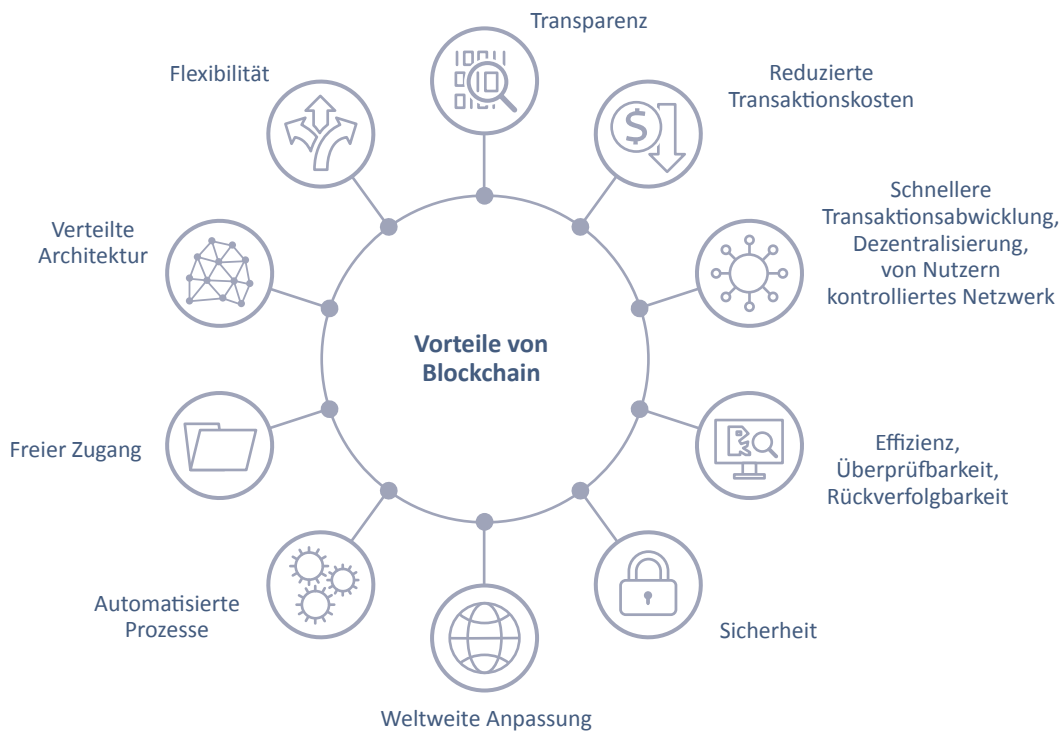 Transparenz
Reduzierte
Transaktionskosten
Schnellere
Transaktionsabwicklung,
Dezentralisierung,
von Nutzern
kontrolliertes Netzwerk
Effizienz,
Überprüfbarkeit,
Rückverfolgbarkeit
Sicherheit
Weltweite Anpassung
Automatisierte
Prozesse
Freier Zugang
Verteilte
Architektur
Flexibilität
Vorteile von
Blockchain